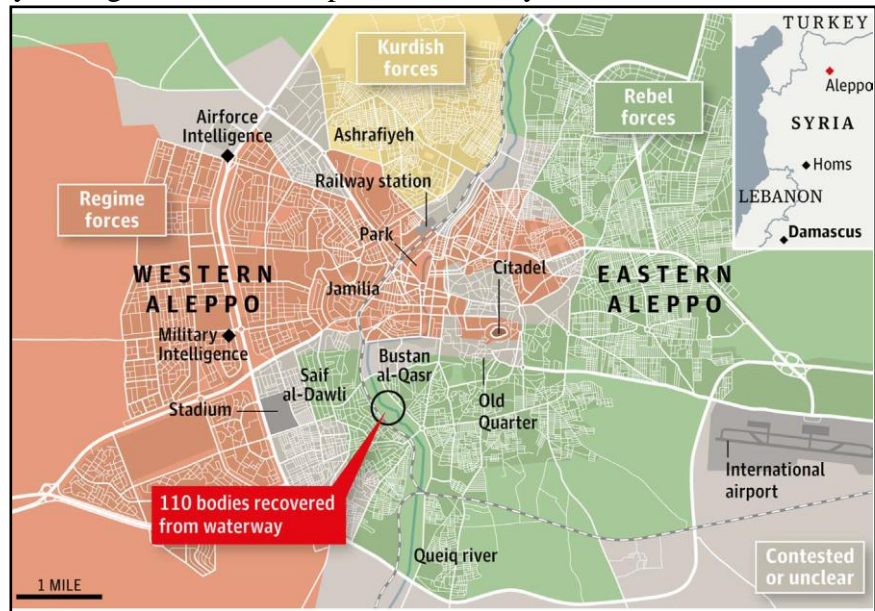 Kurdish
forces
TURKEY
Aleppo
SYRIA
Homs
LEBANON
Damascus
Airforce
Intelligence
Ashrafiyeh
Rebel
forces
Railway station
Regime
forces
Park
WESTERN
ALEPPO
Jamilia
Citadel
EASTERN
ALEPPO
Military
Intelligence
Saif
al-Dawli
Bustan
al-Qasr
Stadium
Old
Quarter
International
airport
110 bodies recovered
from waterway
Queiq river
Contested
or unclear
1 MILE